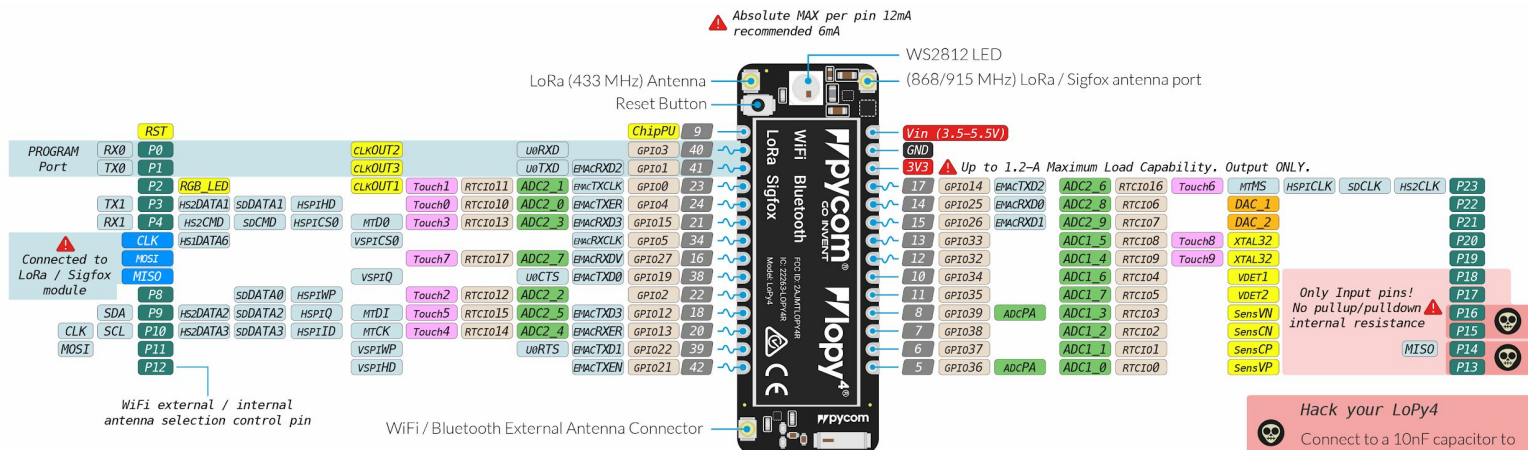 Absolute MAX per pin 12mA
recommended 6mA
WS2812 LED
LoRa (433 MHz) Antenna
(868/915 MHz) LoRa / Sigfox antenna port
Reset Button
RST ChipPU 9 Vin (3.5–5.5V)
PROGRAM
Port
RX0 P0 CLKOUT2 U0RXD GPIO3 40 GND
TX0 P1 CLKOUT3 U0TXD EMACRXD2 GPIO1 41 3V3 Up to 1.2-A Maximum Load Capability. Output ONLY.
P2 RGB_LED CLKOUT1 Touch1 RTCIO11 ADC2_1 EMACTXCLK GPIO0 23 17 GPIO14 EMACTXD2 ADC2_6 RTCIO16 Touch6 MTMS HSPICLK SDCLK HS2CLK P23
TX1 P3 HS2DATA1 SDDATA1 HSPIHD Touch0 RTCIO10 ADC2_0 EMACTXER GPIO4 24 14 GPIO25 EMACRXD0 ADC2_8 RTCIO6 DAC_1 P22
RX1 P4 HS2CMD SDCMD HSPICS0 MTDO Touch3 RTCIO13 ADC2_3 EMACRXD3 GPIO15 21 15 GPIO26 EMACRXD1 ADC2_9 RTCIO7 DAC_2 P21
CLK HS1DATA6 VSPICS0 EMACRXCLK GPIO5 34 13 GPIO33 ADC1_5 RTCIO8 Touch8 XTAL32 P20
MOSI Touch7 RTCIO17 ADC2_7 EMACRXDV GPIO27 16 12 GPIO32 ADC1_4 RTCIO9 Touch9 XTAL32 P19
MISO VSPIQ U0CTS EMACTXD0 GPIO19 38 10 GPIO34 ADC1_6 RTCIO4 VDET1 P18
Connected to
LoRa / Sigfox
module
P8 SDDATA0 HSPIWP Touch2 RTCIO12 ADC2_2 GPIO2 22 11 GPIO35 ADC1_7 RTCIO5 VDET2 P17
SDA P9 HS2DATA2 SDDATA2 HSPIQ MTDI Touch5 RTCIO15 ADC2_5 EMACTXD3 GPIO12 18 8 GPIO39 ADCPA ADC1_3 RTCIO3 SensVN P16
CLK SCL P10 HS2DATA3 SDDATA3 HSPIID MTCK Touch4 RTCIO14 ADC2_4 EMACRXER GPIO13 20 7 GPIO38 ADC1_2 RTCIO2 SensCN P15
MOSI P11 VSPIWP U0RTS EMACTXD1 GPIO22 39 6 GPIO37 ADC1_1 RTCIO1 SensCP MISO P14
P12 VSPIHD EMACTXEN GPIO21 42 5 GPIO36 ADCPA ADC1_0 RTCIO0 SensVP P13
Only Input pins!
No pullup/pulldown
internal resistance
WiFi external / internal
antenna selection control pin
WiFi / Bluetooth External Antenna Connector
pycom®
GO INVENT
lopy4®
WiFi Bluetooth
LoRa Sigfox
FCC ID: 2AJMTLOPY4R
IC: 22263-LOPY4R
Model: LoPy4
CE
pycom
Hack your LoPy4
Connect to a 10nF capacitor to